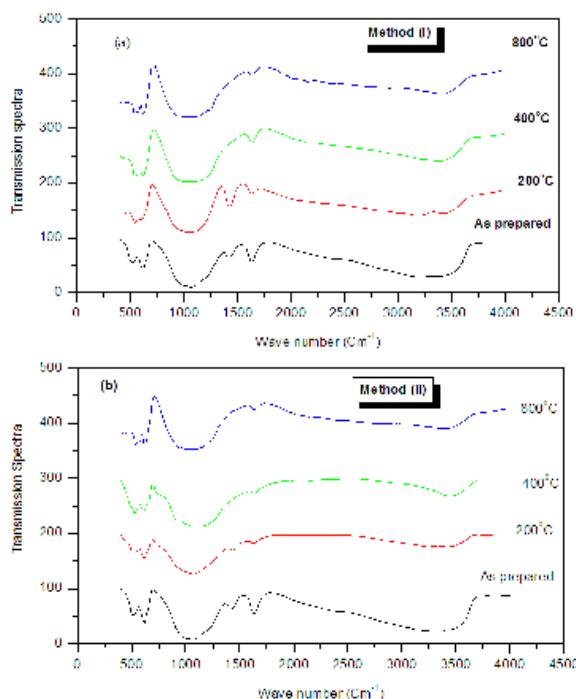 (a)
Method (I)
800°C
400°C
200°C
As prepared
Transmission spectra
500
400
300
200
100
0
0 500 1000 1500 2000 2500 3000 3500 4000 4500
Wave number (Cm-1)
(b)
Method (II)
800°C
400°C
200°C
As prepared
Transmission Spectra
500
400
300
200
100
0
0 500 1000 1500 2000 2500 3000 3500 4000 4500
Wave number (Cm-1)